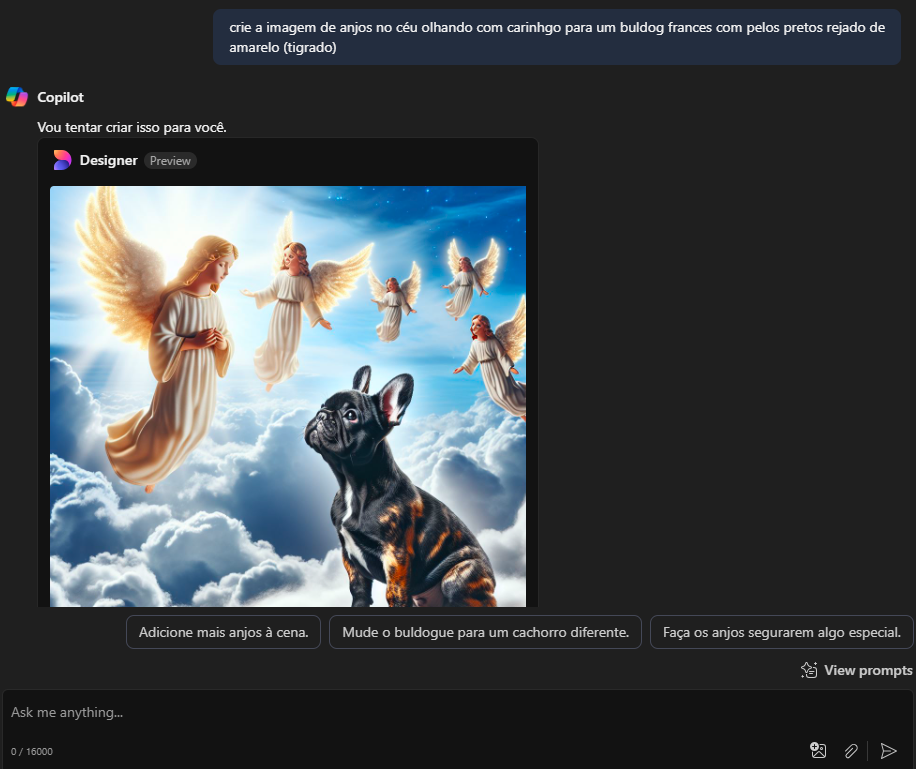 crie a imagem de anjos no céu olhando com carinhgo para um buldog frances com pelos pretos rejado de
amarelo (tigrado)
Copilot
Vou tentar criar isso para você.
Designer Preview
Adicione mais anjos à cena. Mude o buldogue para um cachorro diferente. Faça os anjos segurarem algo especial.
View prompts
Ask me anything...
0 / 16000